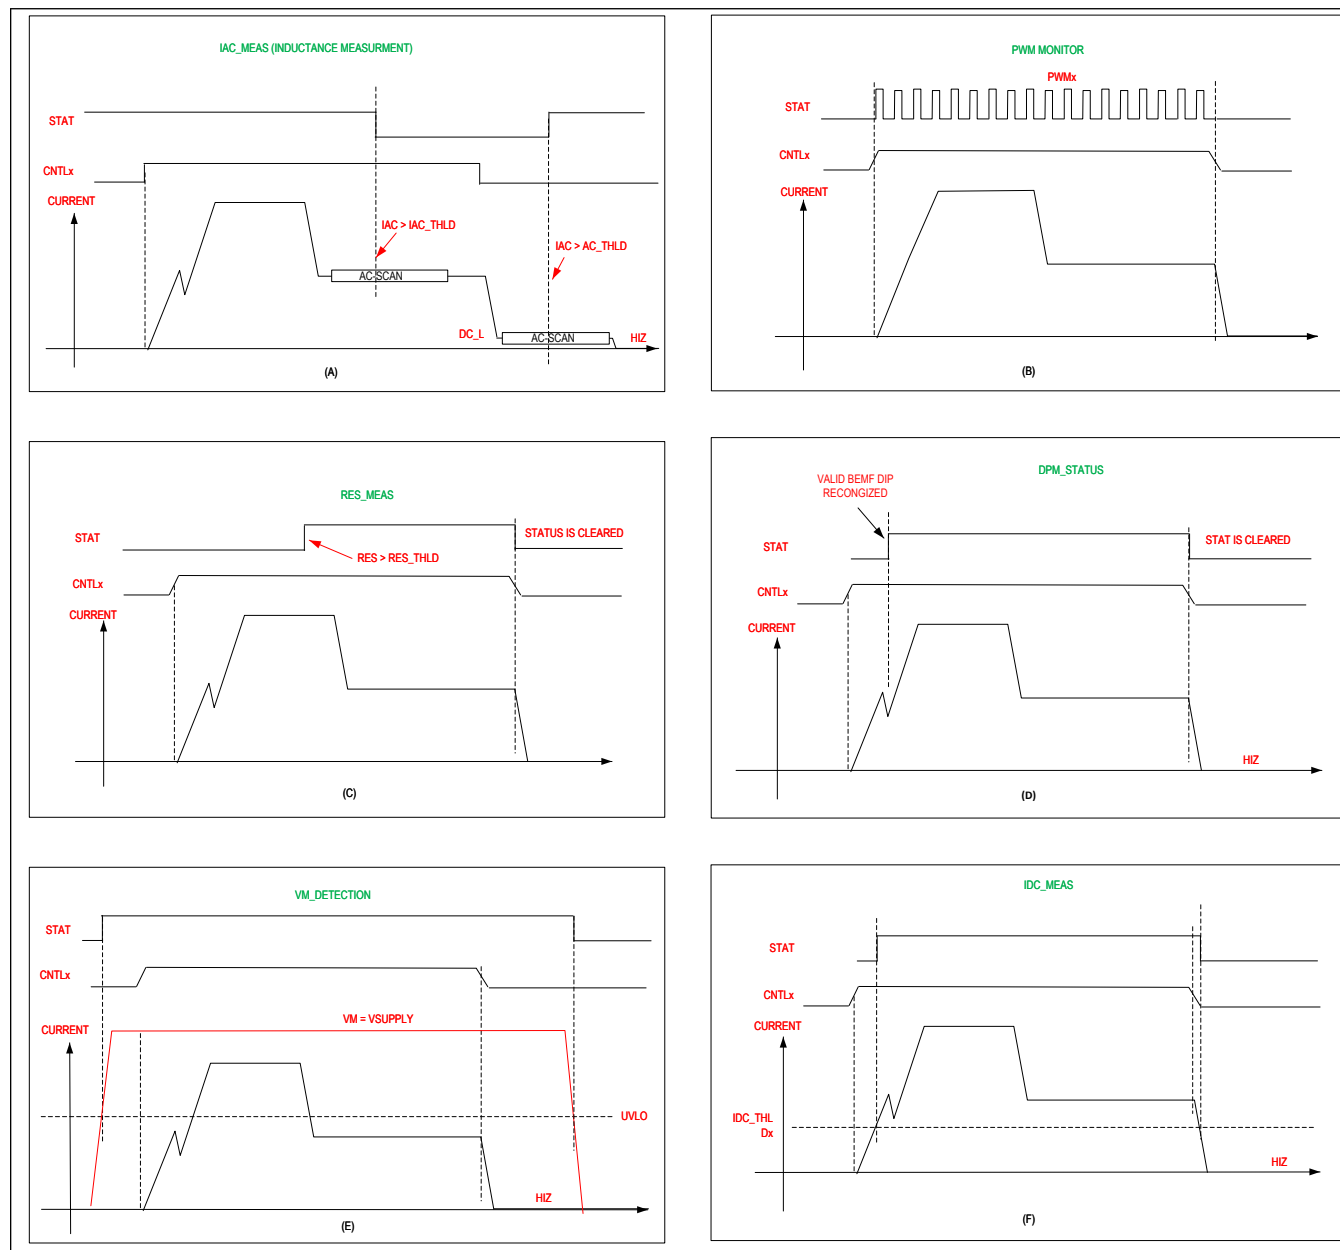 IAC_MEAS (INDUCTANCE MEASURMENT)
STAT
CNTLx
CURRENT
IAC > IAC_THLD
IAC > AC_THLD
AC-SCAN
DC_L
AC-SCAN
HIZ
(A)
PWM MONITOR
PWMx
STAT
CNTLx
CURRENT
(B)
RES_MEAS
STAT
STATUS IS CLEARED
RES > RES_THLD
CNTLx
CURRENT
(C)
DPM_STATUS
VALID BEMF DIP
RECONGIZED
STAT
STAT IS CLEARED
CNTLx
CURRENT
HIZ
(D)
VM_DETECTION
STAT
CNTLx
VM = VSUPPLY
CURRENT
UVLO
HIZ
(E)
IDC_MEAS
STAT
CNTLx
CURRENT
IDC_THL
Dx
HIZ
(F)